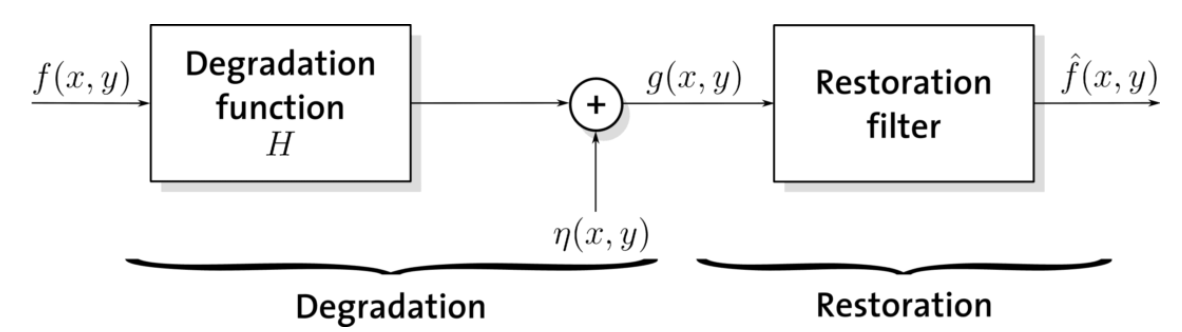 f(x, y)
Degradation
function
H
+
η(x, y)
g(x, y)
Restoration
filter
f̂(x, y)
Degradation
Restoration